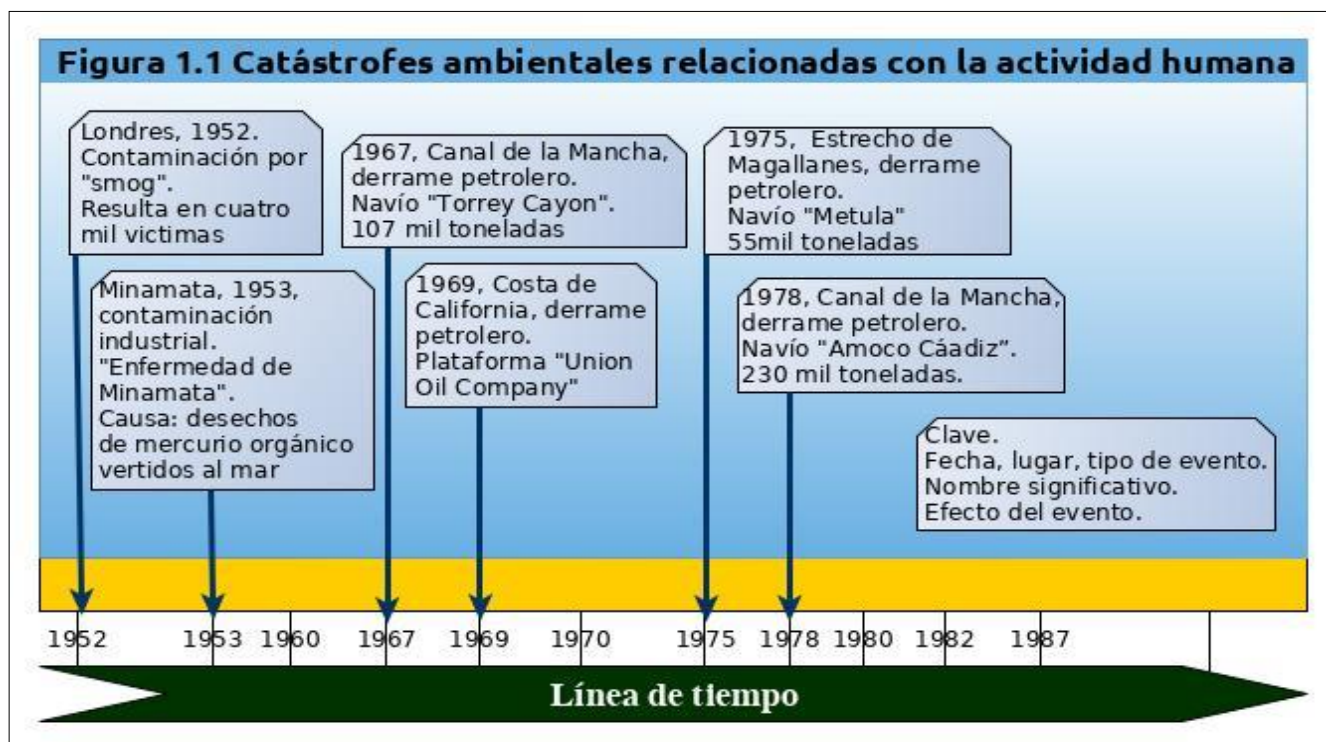 Figura 1.1 Catástrofes ambientales relacionadas con la actividad humana
Londres, 1952.
Contaminación por
"smog".
Resulta en cuatro
mil victimas
Minamata, 1953,
contaminación
industrial.
"Enfermedad de
Minamata".
Causa: desechos
de mercurio orgánico
vertidos al mar
1967, Canal de la Mancha,
derrame petrolero.
Navío "Torrey Cayon".
107 mil toneladas
1969, Costa de
California, derrame
petrolero.
Plataforma "Union
Oil Company"
1975, Estrecho de
Magallanes, derrame
petrolero.
Navío "Metula"
55mil toneladas
1978, Canal de la Mancha,
derrame petrolero.
Navío "Amoco Cáadiz”.
230 mil toneladas.
Clave.
Fecha, lugar, tipo de evento.
Nombre significativo.
Efecto del evento.
1952 1953 1960 1967 1969 1970 1975 1978 1980 1982 1987
Línea de tiempo